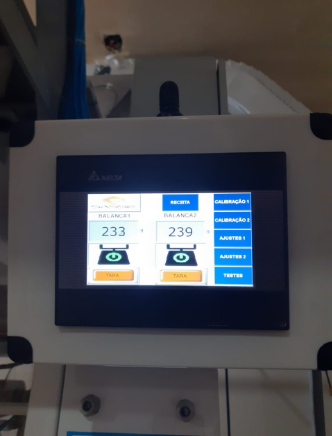 DELTA
RECEITA
CALIBRAÇÃO 1
BALANÇA1
BALANÇA2
CALIBRAÇÃO 2
233
239
AJUSTES 1
AJUSTES 2
TARA
TARA
TESTES